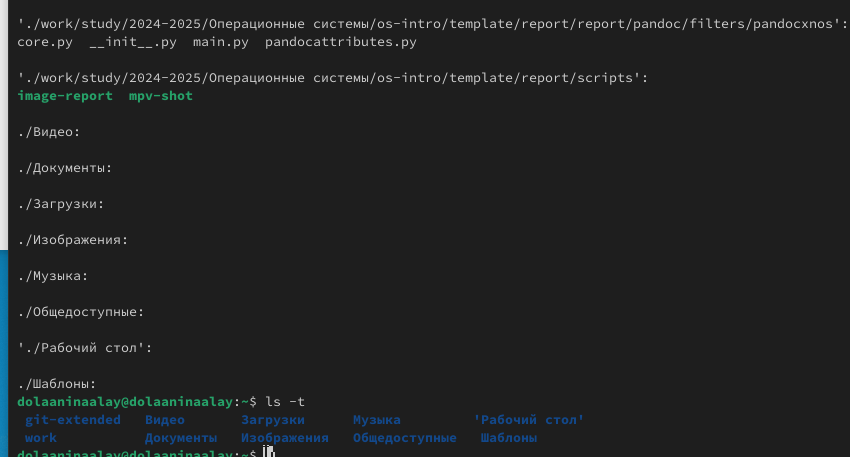 './work/study/2024-2025/Операционные системы/os-intro/template/report/report/pandoc/filters/pandocxnos':
core.py  __init__.py  main.py  pandocattributes.py
'./work/study/2024-2025/Операционные системы/os-intro/template/report/scripts':
image-report  mpv-shot
./Видео:
./Документы:
./Загрузки:
./Изображения:
./Музыка:
./Общедоступные:
'./Рабочий стол':
./Шаблоны:
dolaaninaalay@dolaaninaalay:~$ ls -t
git-extended   Видео       Загрузки      Музыка         'Рабочий стол'
work           Документы   Изображения   Общедоступные   Шаблоны
dolaaninaalay@dolaaninaalay:~$